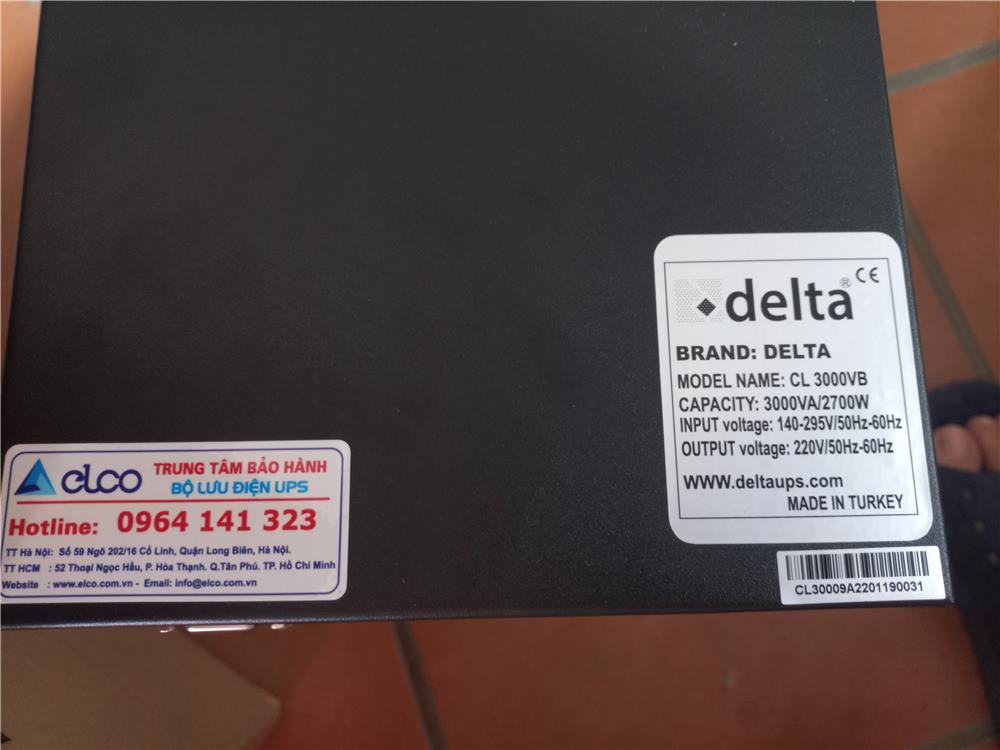 delta® CE
BRAND: DELTA
MODEL NAME: CL 3000VB
CAPACITY: 3000VA/2700W
INPUT voltage: 140-295V/50Hz-60Hz
OUTPUT voltage: 220V/50Hz-60Hz
WWW.deltaups.com
MADE IN TURKEY
CL30009A2201190031
elco
TRUNG TÂM BẢO HÀNH
BỘ LƯU ĐIỆN UPS
Hotline: 0964 141 323
TT Hà Nội: Số 59 Ngõ 202/16 Cổ Linh, Quận Long Biên, Hà Nội.
TT HCM : 52 Thoại Ngọc Hầu, P. Hòa Thạnh. Q.Tân Phú. TP. Hồ Chí Minh
Website : www.elco.com.vn - Email: info@elco.com.vn